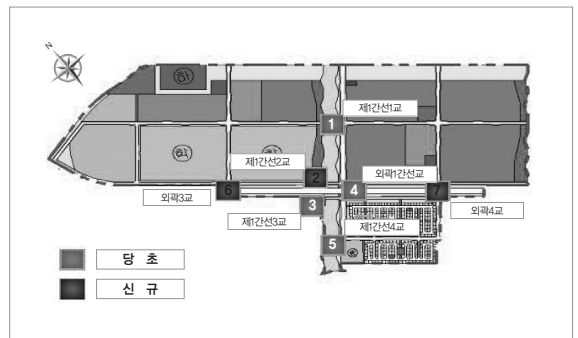 N
제1간선1교
1
제1간선2교
외곽1간선교
2
외곽3교
6
4
7
외곽4교
3
제1간선3교
제1간선4교
5
당 초
신 규